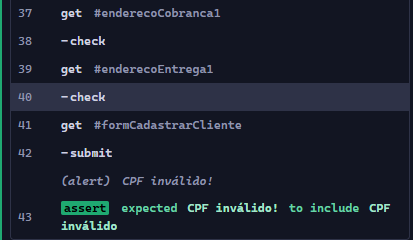 37 get #enderecoCobranca1
38 -check
39 get #enderecoEntrega1
40 -check
41 get #formCadastrarCliente
42 -submit
(alert) CPF inválido!
assert expected CPF inválido! to include CPF
43 inválido